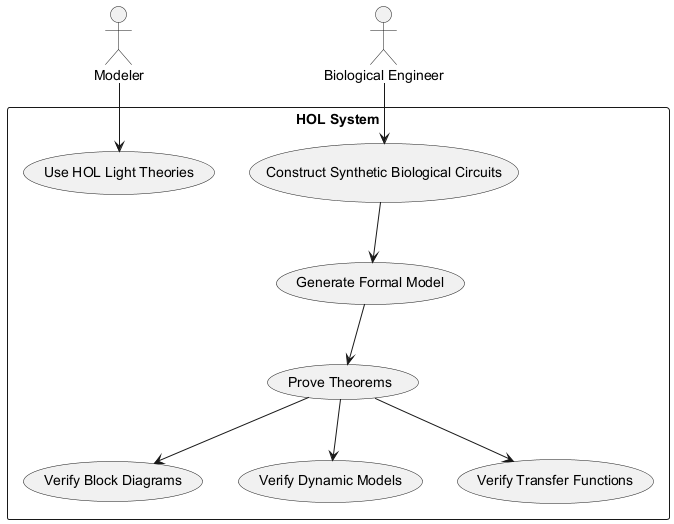 Modeler
Biological Engineer
HOL System
Use HOL Light Theories
Construct Synthetic Biological Circuits
Generate Formal Model
Prove Theorems
Verify Block Diagrams
Verify Dynamic Models
Verify Transfer Functions